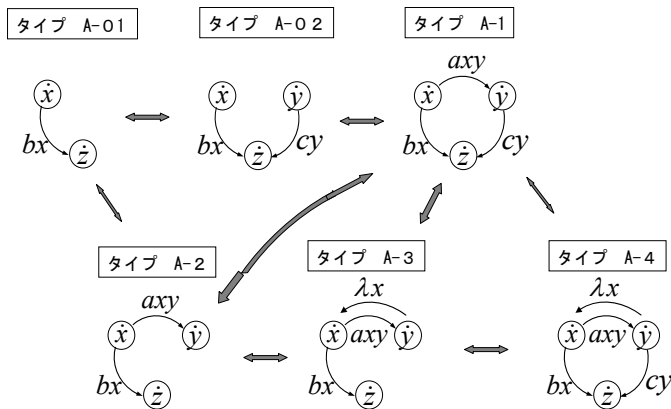 タイプ A-01
タイプ A-02
タイプ A-1
axy
ẋ
ẋ
ẏ
ẋ
ẏ
bx
ż
bx
ż
cy
bx
ż
cy
タイプ A-2
タイプ A-3
タイプ A-4
axy
λx
λx
ẋ
ẏ
ẋ
axy
ẏ
ẋ
axy
ẏ
bx
ż
bx
ż
bx
ż
cy